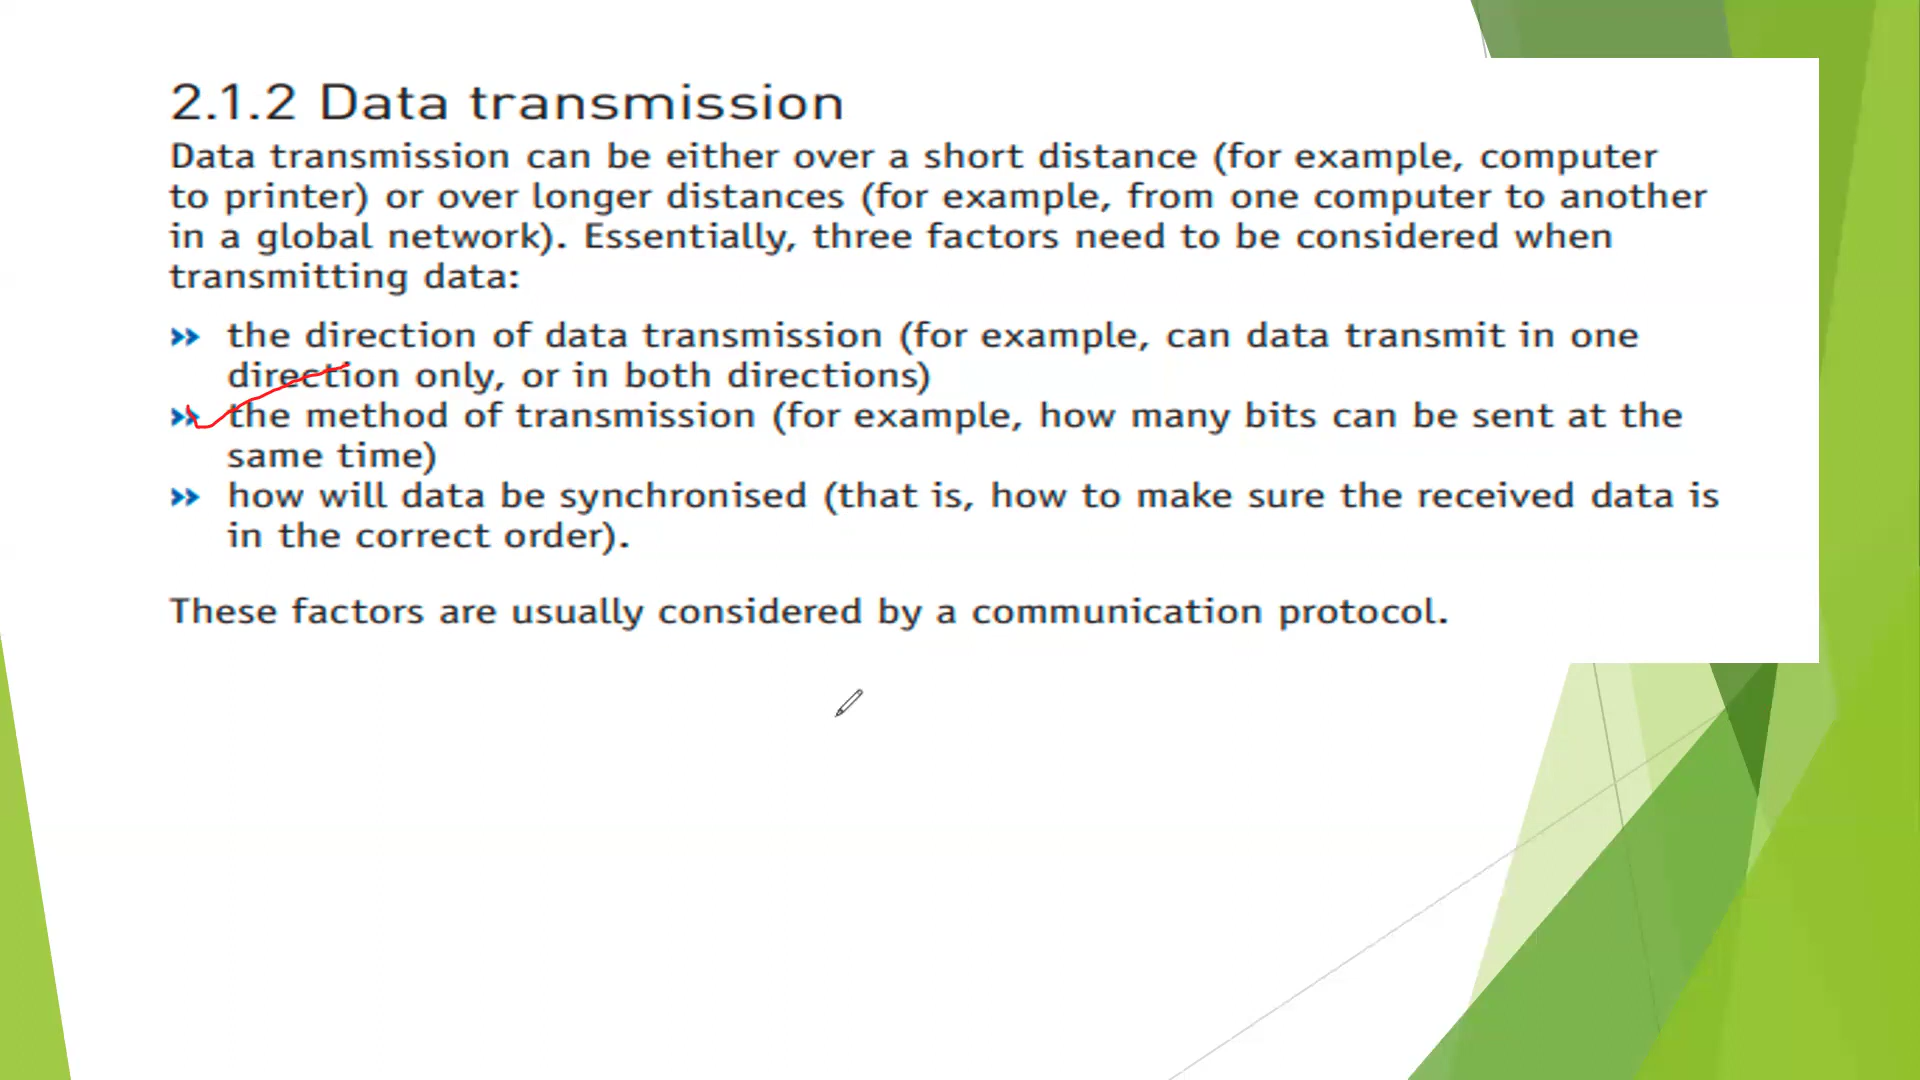 2.1.2 Data transmission
Data transmission can be either over a short distance (for example, computer
to printer) or over longer distances (for example, from one computer to another
in a global network). Essentially, three factors need to be considered when
transmitting data:
» the direction of data transmission (for example, can data transmit in one
direction only, or in both directions)
» the method of transmission (for example, how many bits can be sent at the
same time)
» how will data be synchronised (that is, how to make sure the received data is
in the correct order).
These factors are usually considered by a communication protocol.